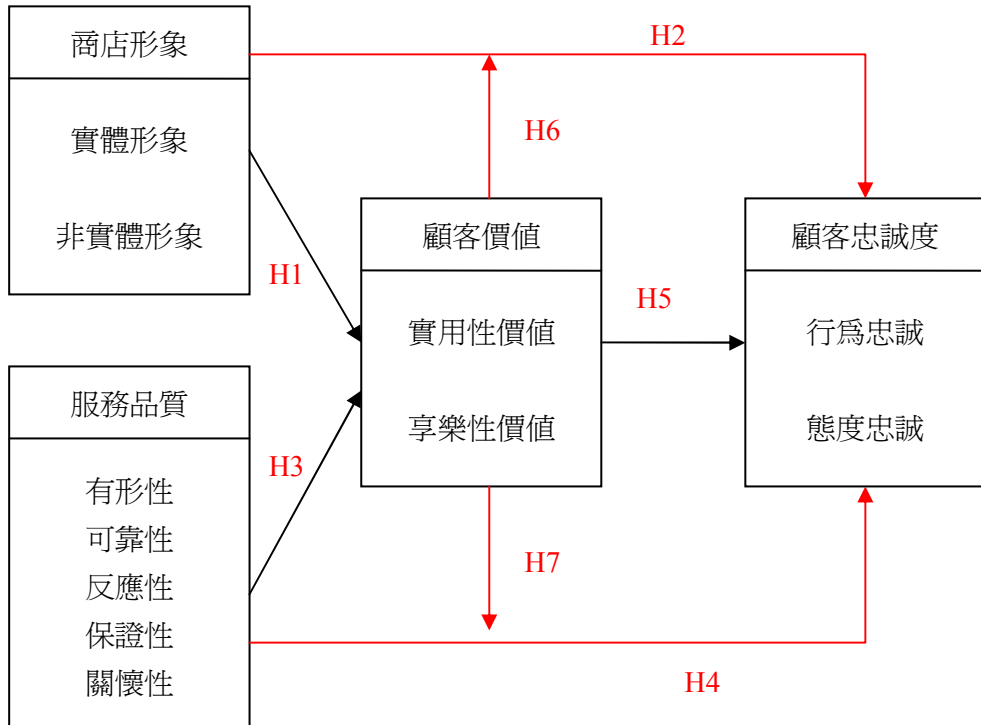 商店形象
實體形象
非實體形象
H2
H6
H1
顧客價值
實用性價值
享樂性價值
H5
顧客忠誠度
行為忠誠
態度忠誠
服務品質
有形性
可靠性
反應性
保證性
關懷性
H3
H7
H4